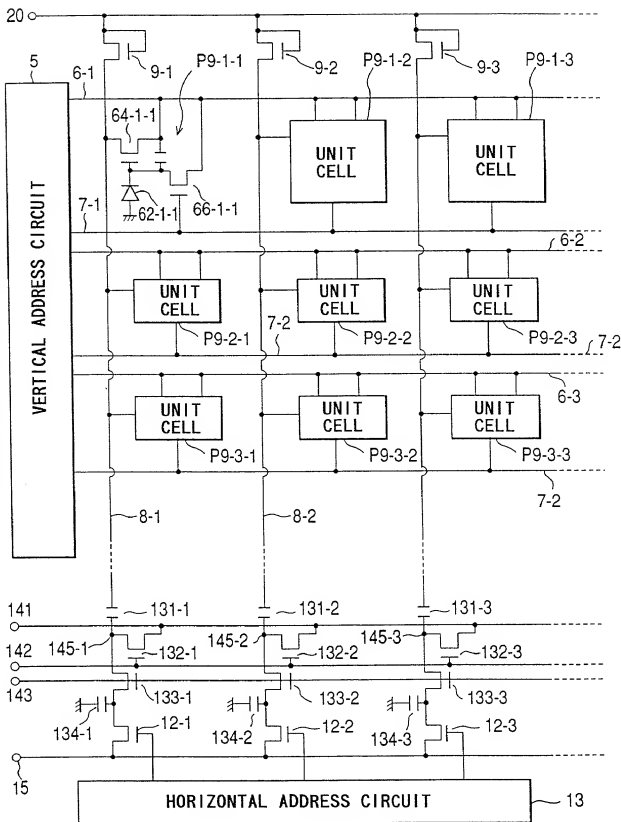 20
9-1
9-2
9-3
5
6-1
P9-1-1
P9-1-2
P9-1-3
64-1-1
UNIT
CELL
UNIT
CELL
62-1-1
66-1-1
7-1
VERTICAL ADDRESS CIRCUIT
6-2
UNIT
CELL
UNIT
CELL
UNIT
CELL
P9-2-1
7-2
P9-2-2
P9-2-3
7-2
6-3
UNIT
CELL
UNIT
CELL
UNIT
CELL
P9-3-1
P9-3-2
P9-3-3
7-2
8-1
8-2
131-1
131-2
131-3
141
145-1
145-2
145-3
142
132-1
132-2
132-3
143
133-1
133-2
133-3
134-1
12-1
134-2
12-2
134-3
12-3
15
HORIZONTAL ADDRESS CIRCUIT
13